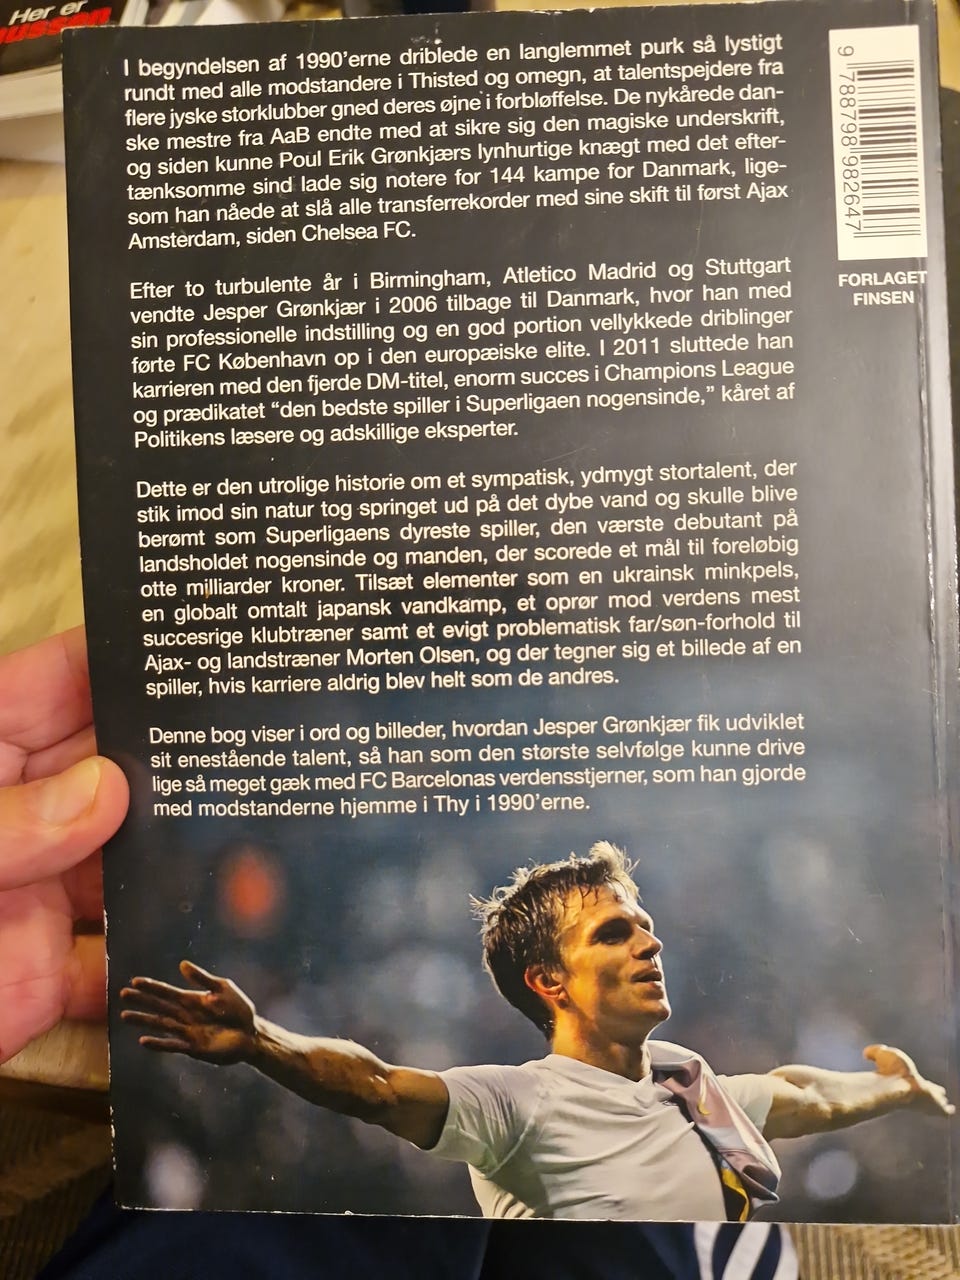 Her er
I begyndelsen af 1990'erne driblede en langlemmet purk så lystigt
rundt med alle modstandere i Thisted og omegn, at talentspejdere fra
flere jyske storklubber gned deres øjne i forbløffelse. De nykårede dan-
ske mestre fra AaB endte med at sikre sig den magiske underskrift,
og siden kunne Poul Erik Grønkjærs lynhurtige knægt med det efter-
tænksomme sind lade sig notere for 144 kampe for Danmark, lige-
som han nåede at slå alle transferrekorder med sine skift til først Ajax
Amsterdam, siden Chelsea FC.
Efter to turbulente år i Birmingham, Atletico Madrid og Stuttgart
vendte Jesper Grønkjær i 2006 tilbage til Danmark, hvor han med
sin professionelle indstilling og en god portion vellykkede driblinger
førte FC København op i den europæiske elite. I 2011 sluttede han
karrieren med den fjerde DM-titel, enorm succes i Champions League
og prædikatet “den bedste spiller i Superligaen nogensinde,” kåret af
Politikens læsere og adskillige eksperter.
Dette er den utrolige historie om et sympatisk, ydmygt stortalent, der
stik imod sin natur tog springet ud på det dybe vand og skulle blive
berømt som Superligaens dyreste spiller, den værste debutant på
landsholdet nogensinde og manden, der scorede et mål til foreløbig
otte milliarder kroner. Tilsæt elementer som en ukrainsk minkpels,
en globalt omtalt japansk vandkamp, et oprør mod verdens mest
succesrige klubtræner samt et evigt problematisk far/søn-forhold til
Ajax- og landstræner Morten Olsen, og der tegner sig et billede af en
spiller, hvis karriere aldrig blev helt som de andres.
Denne bog viser i ord og billeder, hvordan Jesper Grønkjær fik udviklet
sit enestående talent, så han som den største selvfølge kunne drive
lige så meget gæk med FC Barcelonas verdensstjerner, som han gjorde
med modstanderne hjemme i Thy i 1990'erne.
9 788798 982647
FORLAGET
FINSEN